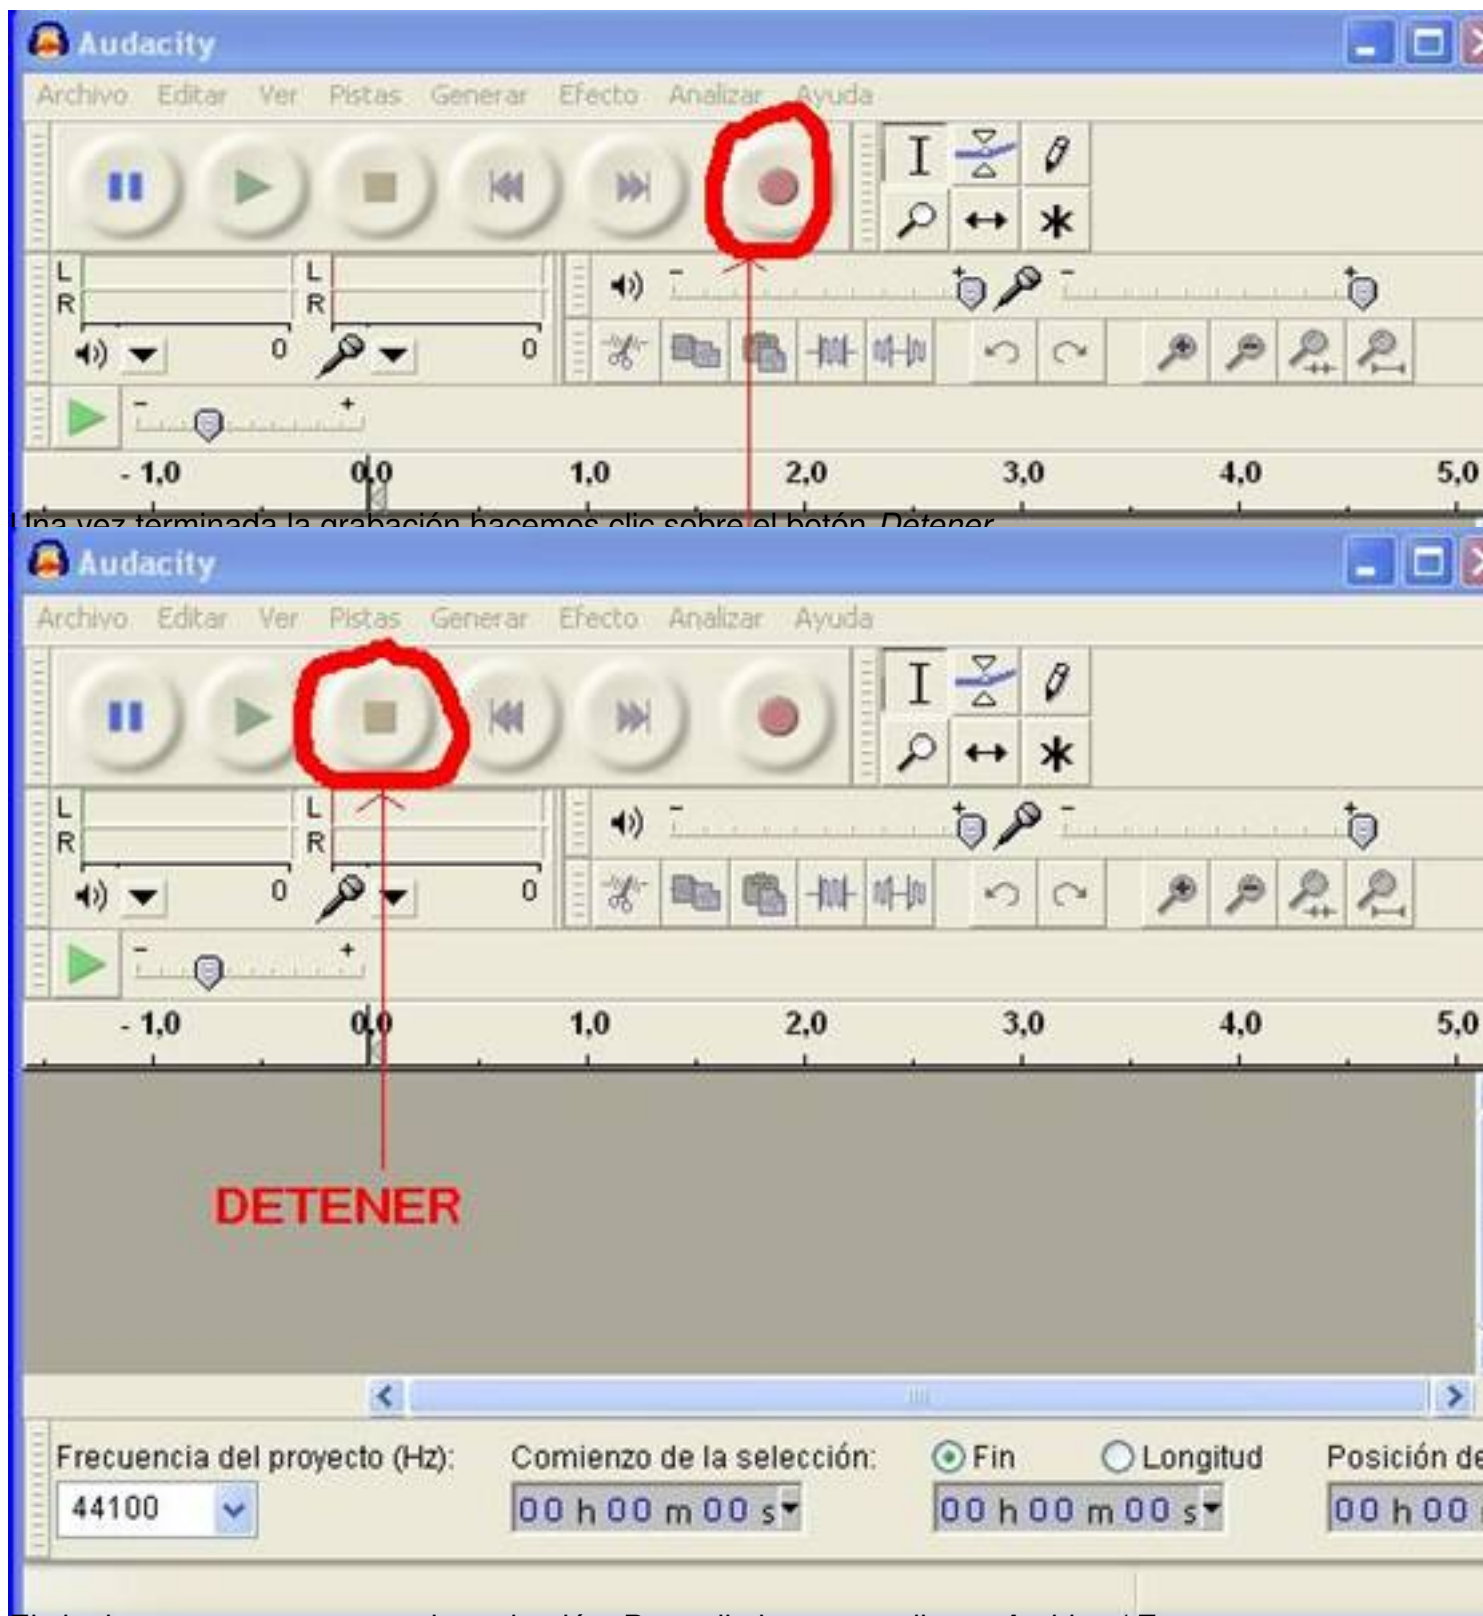 Audacity
Archivo Editar Ver Pistas Generar Efecto Analizar Ayuda
L L
R R
- + - +
0 0
- +
- 1,0 0,0 1,0 2,0 3,0 4,0 5,0
Una vez terminada la grabación hacemos clic sobre el botón Detener
Audacity
Archivo Editar Ver Pistas Generar Efecto Analizar Ayuda
L L
R R
- + - +
0 0
- +
- 1,0 0,0 1,0 2,0 3,0 4,0 5,0
DETENER
Frecuencia del proyecto (Hz): Comienzo de la selección: Fin Longitud Posición de
44100 00 h 00 m 00 s 00 h 00 m 00 s 00 h 00